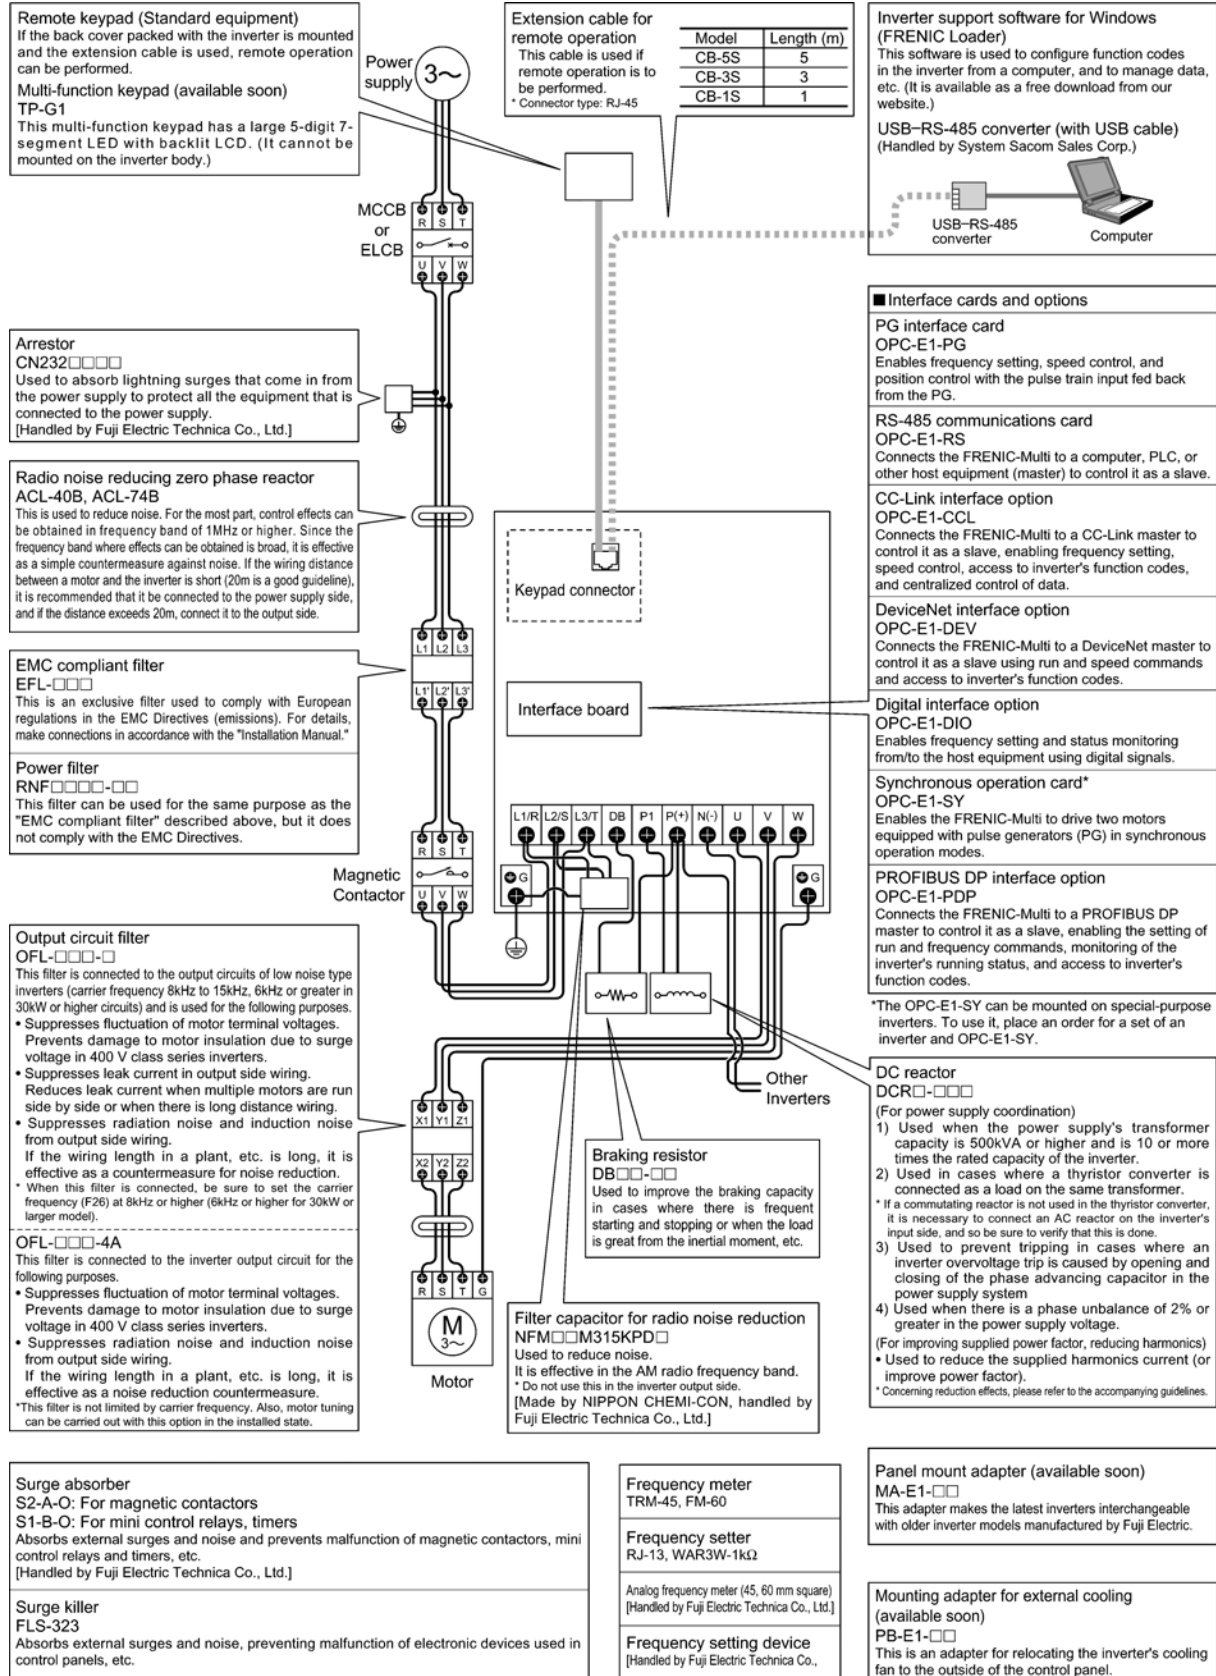 Remote keypad (Standard equipment)
If the back cover packed with the inverter is mounted
and the extension cable is used, remote operation
can be performed.
Multi-function keypad (available soon)
TP-G1
This multi-function keypad has a large 5-digit 7-
segment LED with backlit LCD. (It cannot be
mounted on the inverter body.)
Power
supply
3~
Extension cable for
remote operation
This cable is used if
remote operation is to
be performed.
* Connector type: RJ-45
Model Length (m)
CB-5S 5
CB-3S 3
CB-1S 1
Inverter support software for Windows
(FRENIC Loader)
This software is used to configure function codes
in the inverter from a computer, and to manage data,
etc. (It is available as a free download from our
website.)
USB–RS-485 converter (with USB cable)
(Handled by System Sacom Sales Corp.)
USB–RS-485
converter
Computer
MCCB
or
ELCB
R S T
U V W
Arrestor
CN232□□□□
Used to absorb lightning surges that come in from
the power supply to protect all the equipment that is
connected to the power supply.
[Handled by Fuji Electric Technica Co., Ltd.]
Radio noise reducing zero phase reactor
ACL-40B, ACL-74B
This is used to reduce noise. For the most part, control effects can
be obtained in frequency band of 1MHz or higher. Since the
frequency band where effects can be obtained is broad, it is effective
as a simple countermeasure against noise. If the wiring distance
between a motor and the inverter is short (20m is a good guideline),
it is recommended that it be connected to the power supply side,
and if the distance exceeds 20m, connect it to the output side.
EMC compliant filter
EFL-□□□
This is an exclusive filter used to comply with European
regulations in the EMC Directives (emissions). For details,
make connections in accordance with the "Installation Manual."
Power filter
RNF□□□□-□□
This filter can be used for the same purpose as the
"EMC compliant filter" described above, but it does
not comply with the EMC Directives.
L1 L2 L3
L1' L2' L3'
Magnetic
Contactor
R S T
U V W
Keypad connector
Interface board
L1/R L2/S L3/T DB P1 P(+) N(-) U V W
G
G
■Interface cards and options
PG interface card
OPC-E1-PG
Enables frequency setting, speed control, and
position control with the pulse train input fed back
from the PG.
RS-485 communications card
OPC-E1-RS
Connects the FRENIC-Multi to a computer, PLC, or
other host equipment (master) to control it as a slave.
CC-Link interface option
OPC-E1-CCL
Connects the FRENIC-Multi to a CC-Link master to
control it as a slave, enabling frequency setting,
speed control, access to inverter's function codes,
and centralized control of data.
DeviceNet interface option
OPC-E1-DEV
Connects the FRENIC-Multi to a DeviceNet master to
control it as a slave using run and speed commands
and access to inverter's function codes.
Digital interface option
OPC-E1-DIO
Enables frequency setting and status monitoring
from/to the host equipment using digital signals.
Synchronous operation card*
OPC-E1-SY
Enables the FRENIC-Multi to drive two motors
equipped with pulse generators (PG) in synchronous
operation modes.
PROFIBUS DP interface option
OPC-E1-PDP
Connects the FRENIC-Multi to a PROFIBUS DP
master to control it as a slave, enabling the setting of
run and frequency commands, monitoring of the
inverter's running status, and access to inverter's
function codes.
*The OPC-E1-SY can be mounted on special-purpose
inverters. To use it, place an order for a set of an
inverter and OPC-E1-SY.
Output circuit filter
OFL-□□□-□
This filter is connected to the output circuits of low noise type
inverters (carrier frequency 8kHz to 15kHz, 6kHz or greater in
30kW or higher circuits) and is used for the following purposes.
• Suppresses fluctuation of motor terminal voltages.
Prevents damage to motor insulation due to surge
voltage in 400 V class series inverters.
• Suppresses leak current in output side wiring.
Reduces leak current when multiple motors are run
side by side or when there is long distance wiring.
• Suppresses radiation noise and induction noise
from output side wiring.
If the wiring length in a plant, etc. is long, it is
effective as a countermeasure for noise reduction.
* When this filter is connected, be sure to set the carrier
frequency (F26) at 8kHz or higher (6kHz or higher for 30kW or
larger model).
OFL-□□□-4A
This filter is connected to the inverter output circuit for the
following purposes.
• Suppresses fluctuation of motor terminal voltages.
Prevents damage to motor insulation due to surge
voltage in 400 V class series inverters.
• Suppresses radiation noise and induction noise
from output side wiring.
If the wiring length in a plant, etc. is long, it is
effective as a noise reduction countermeasure.
*This filter is not limited by carrier frequency. Also, motor tuning
can be carried out with this option in the installed state.
X1 Y1 Z1
X2 Y2 Z2
R S T G
M
3~
Motor
Other
Inverters
Braking resistor
DB□□-□□
Used to improve the braking capacity
in cases where there is frequent
starting and stopping or when the load
is great from the inertial moment, etc.
Filter capacitor for radio noise reduction
NFM□□M315KPD□
Used to reduce noise.
It is effective in the AM radio frequency band.
* Do not use this in the inverter output side.
[Made by NIPPON CHEMI-CON, handled by
Fuji Electric Technica Co., Ltd.]
DC reactor
DCR□-□□□
(For power supply coordination)
1) Used when the power supply's transformer
capacity is 500kVA or higher and is 10 or more
times the rated capacity of the inverter.
2) Used in cases where a thyristor converter is
connected as a load on the same transformer.
* If a commutating reactor is not used in the thyristor converter,
it is necessary to connect an AC reactor on the inverter's
input side, and so be sure to verify that this is done.
3) Used to prevent tripping in cases where an
inverter overvoltage trip is caused by opening and
closing of the phase advancing capacitor in the
power supply system
4) Used when there is a phase unbalance of 2% or
greater in the power supply voltage.
(For improving supplied power factor, reducing harmonics)
• Used to reduce the supplied harmonics current (or
improve power factor).
* Concerning reduction effects, please refer to the accompanying guidelines.
Surge absorber
S2-A-O: For magnetic contactors
S1-B-O: For mini control relays, timers
Absorbs external surges and noise and prevents malfunction of magnetic contactors, mini
control relays and timers, etc.
[Handled by Fuji Electric Technica Co., Ltd.]
Surge killer
FLS-323
Absorbs external surges and noise, preventing malfunction of electronic devices used in
control panels, etc.
Frequency meter
TRM-45, FM-60
Frequency setter
RJ-13, WAR3W-1kΩ
Analog frequency meter (45, 60 mm square)
[Handled by Fuji Electric Technica Co., Ltd.]
Frequency setting device
[Handled by Fuji Electric Technica Co.,
Panel mount adapter (available soon)
MA-E1-□□
This adapter makes the latest inverters interchangeable
with older inverter models manufactured by Fuji Electric.
Mounting adapter for external cooling
(available soon)
PB-E1-□□
This is an adapter for relocating the inverter's cooling
fan to the outside of the control panel.